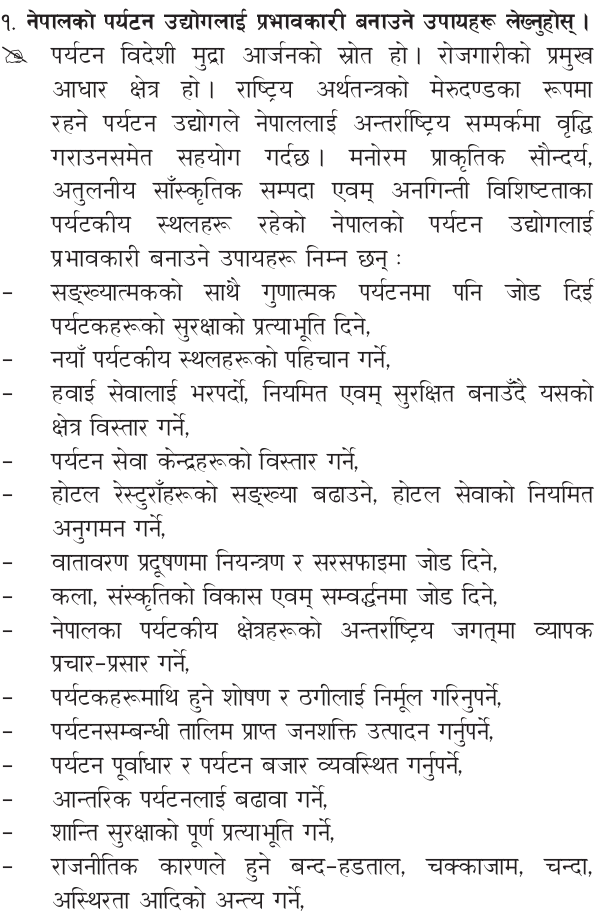 १. नेपालको पर्यटन उद्योगलाई प्रभावकारी बनाउने उपायहरू लेख्नुहोस् ।
पर्यटन विदेशी मुद्रा आर्जनको स्रोत हो । रोजगारीको प्रमुख
आधार क्षेत्र हो । राष्ट्रिय अर्थतन्त्रको मेरुदण्डका रूपमा
रहने पर्यटन उद्योगले नेपाललाई अन्तर्राष्ट्रिय सम्पर्कमा वृद्धि
गराउनसमेत सहयोग गर्दछ । मनोरम प्राकृतिक सौन्दर्य,
अतुलनीय साँस्कृतिक सम्पदा एवम् अनगिन्ती विशिष्टताका
पर्यटकीय स्थलहरू रहेको नेपालको पर्यटन उद्योगलाई
प्रभावकारी बनाउने उपायहरू निम्न छन् :
- सङ्ख्यात्मकको साथै गुणात्मक पर्यटनमा पनि जोड दिई
पर्यटकहरूको सुरक्षाको प्रत्याभूति दिने,
- नयाँ पर्यटकीय स्थलहरूको पहिचान गर्ने,
- हवाई सेवालाई भरपर्दो, नियमित एवम् सुरक्षित बनाउँदै यसको
क्षेत्र विस्तार गर्ने,
- पर्यटन सेवा केन्द्रहरूको विस्तार गर्ने,
- होटल रेस्टुराँहरूको सङ्ख्या बढाउने, होटल सेवाको नियमित
अनुगमन गर्ने,
- वातावरण प्रदूषणमा नियन्त्रण र सरसफाइमा जोड दिने,
- कला, संस्कृतिको विकास एवम् सम्वर्द्धनमा जोड दिने,
- नेपालका पर्यटकीय क्षेत्रहरूको अन्तर्राष्ट्रिय जगत्‌मा व्यापक
प्रचार-प्रसार गर्ने,
- पर्यटकहरूमाथि हुने शोषण र ठगीलाई निर्मूल गरिनुपर्ने,
- पर्यटनसम्बन्धी तालिम प्राप्त जनशक्ति उत्पादन गर्नुपर्ने,
- पर्यटन पूर्वाधार र पर्यटन बजार व्यवस्थित गर्नुपर्ने,
- आन्तरिक पर्यटनलाई बढावा गर्ने,
- शान्ति सुरक्षाको पूर्ण प्रत्याभूति गर्ने,
- राजनीतिक कारणले हुने बन्द-हडताल, चक्काजाम, चन्दा,
अस्थिरता आदिको अन्त्य गर्ने,